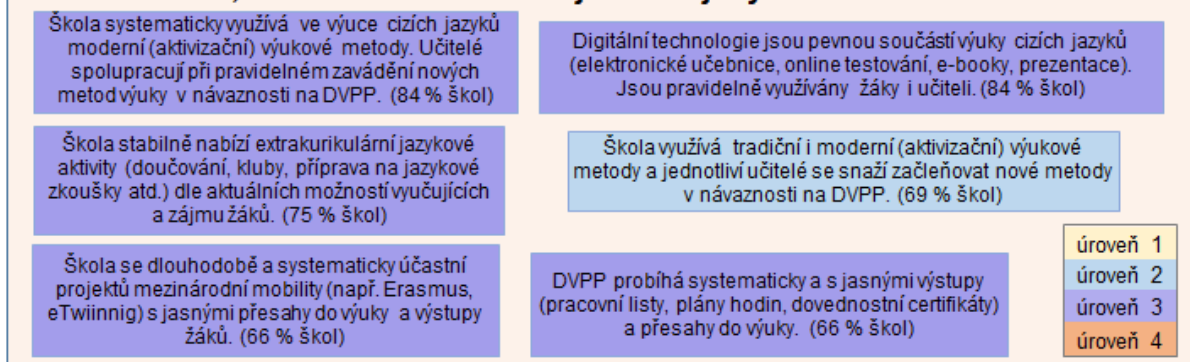 Škola systematicky využívá ve výuce cizích jazyků
moderní (aktivizační) výukové metody. Učitelé
spolupracují při pravidelném zavádění nových
metod výuky v návaznosti na DVPP. (84 % škol)
Digitální technologie jsou pevnou součástí výuky cizích jazyků
(elektronické učebnice, online testování, e-booky, prezentace).
Jsou pravidelně využívány žáky i učiteli. (84 % škol)
Škola stabilně nabízí extrakurikulární jazykové
aktivity (doučování, kluby, příprava na jazykové
zkoušky atd.) dle aktuálních možností vyučujících
a zájmu žáků. (75 % škol)
Škola využívá tradiční i moderní (aktivizační) výukové
metody a jednotliví učitelé se snaží začleňovat nové metody
v návaznosti na DVPP. (69 % škol)
Škola se dlouhodobě a systematicky účastní
projektů mezinárodní mobility (např. Erasmus,
eTwiinnig) s jasnými přesahy do výuky a výstupy
žáků. (66 % škol)
DVPP probíhá systematicky a s jasnými výstupy
(pracovní listy, plány hodin, dovednostní certifikáty)
a přesahy do výuky. (66 % škol)
úroveň 1
úroveň 2
úroveň 3
úroveň 4